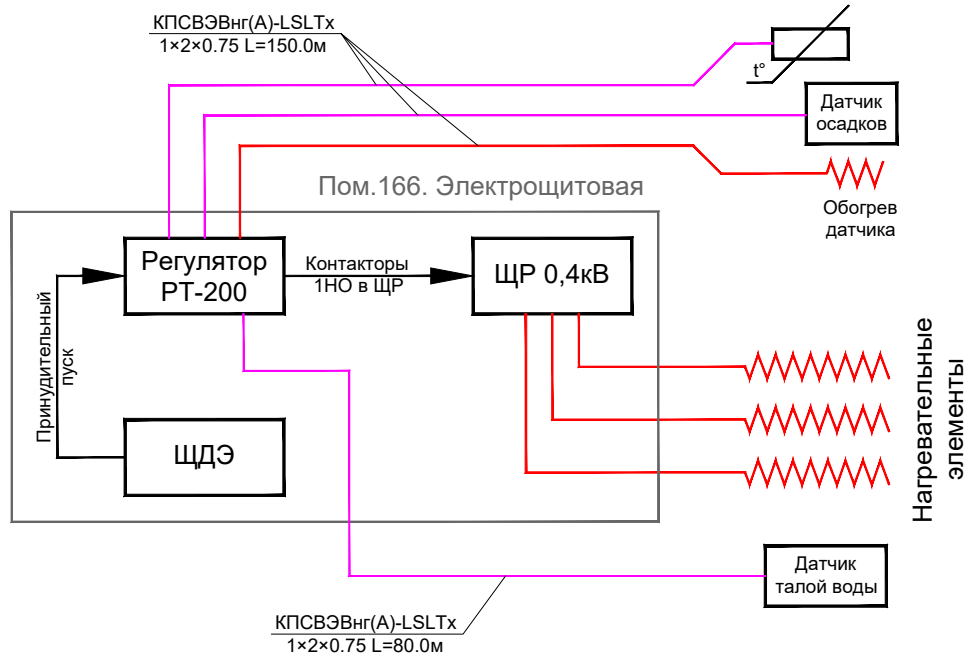 КПСВЭВнг(А)-LSLTx
1×2×0.75 L=150.0м
t°
Датчик
осадков
Обогрев
датчика
Пом.166. Электрощитовая
Регулятор
РТ-200
Контакторы
1НО в ЩР
ЩР 0,4кВ
Принудительный
пуск
ЩДЭ
Нагревательные
элементы
Датчик
талой воды
КПСВЭВнг(А)-LSLTx
1×2×0.75 L=80.0м